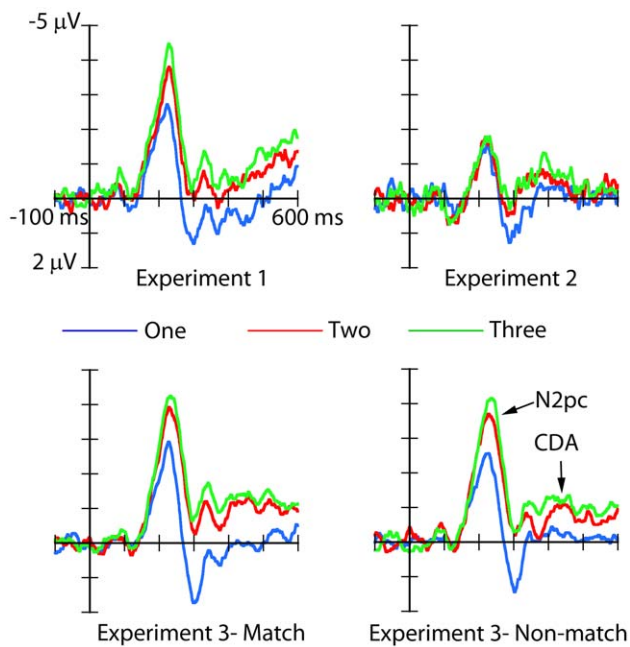 -5 μV
-100 ms
600 ms
2 μV
Experiment 1
Experiment 2
One
Two
Three
N2pc
CDA
Experiment 3- Match
Experiment 3- Non-match